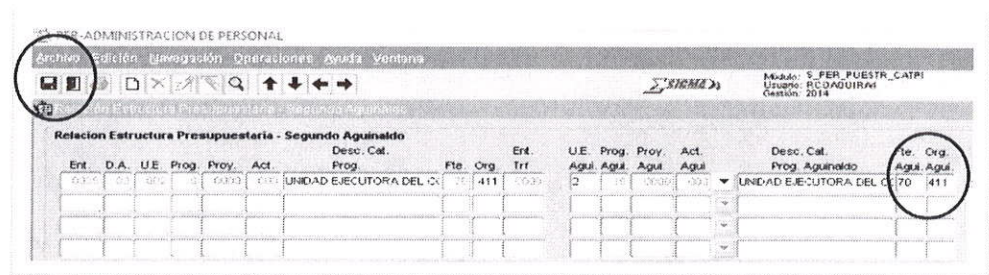 PER-ADMINISTRACION DE PERSONAL
Archivo Edición Navegación Operaciones Ayuda Ventana
SIGMA
Módulo: S_PER_PUESTR_CATPI
Usuario:
Gestión: 2014
Relación Estructura Presupuestaria - Segundo Aguinaldo
Relacion Estructura Presupuestaria - Segundo Aguinaldo
Desc. Cat. Ent. U.E. Prog. Proy. Act. Desc. Cat. Fte. Org.
Ent. D.A. U.E. Prog. Proy. Act. Prog. Fte. Org Trf Agui. Agui. Agui Agui Prog. Aguinaldo Agui. Agui.
UNIDAD EJECUTORA DEL 411 2 UNIDAD EJECUTORA DEL 70 411